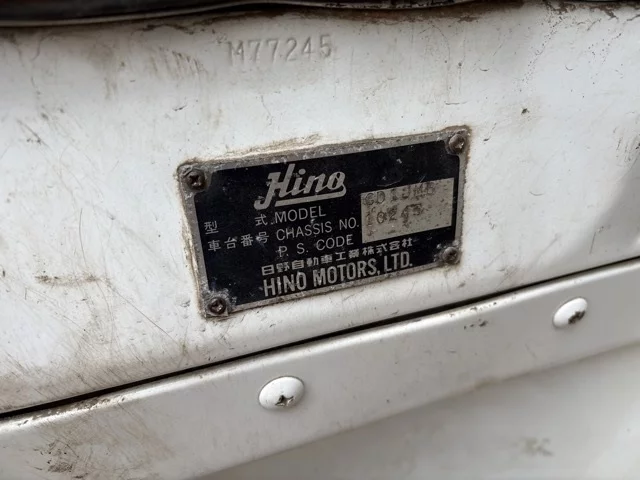 M77245
Hino
型式 MODEL
車台番号 CHASSIS NO.
P. S. CODE
日野自動車工業株式会社
HINO MOTORS, LTD.